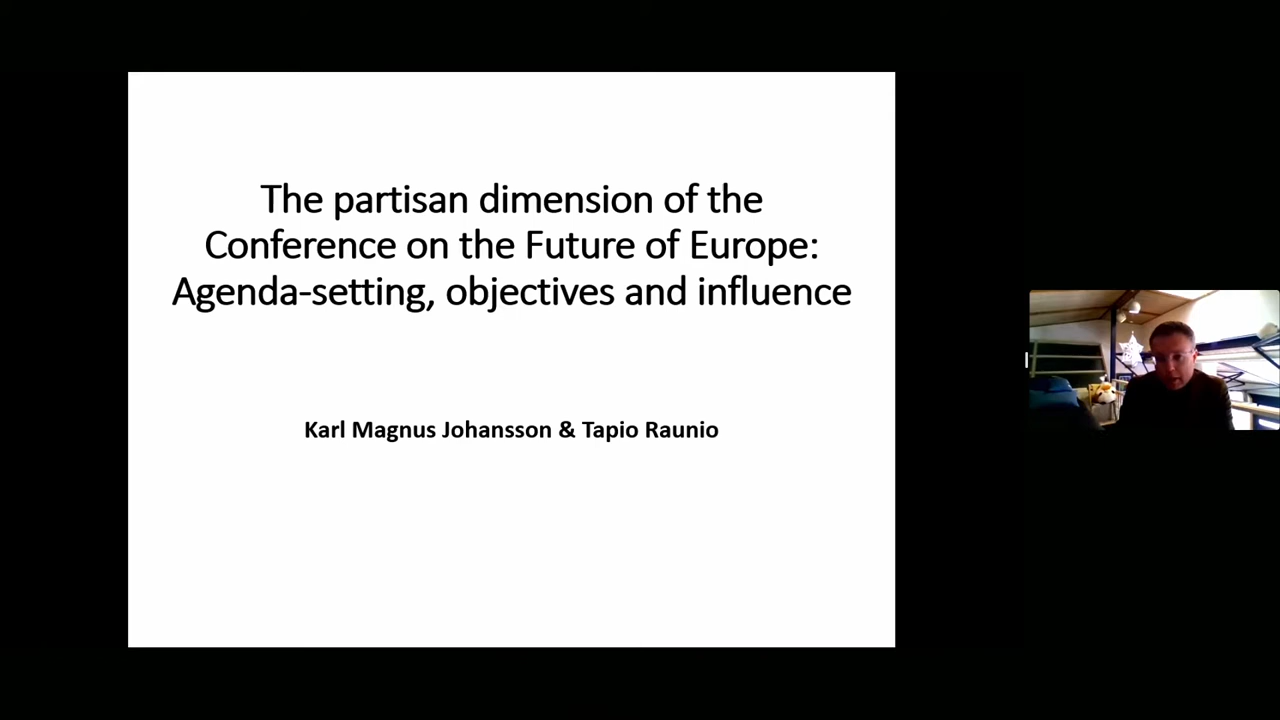 The partisan dimension of the
Conference on the Future of Europe:
Agenda-setting, objectives and influence
Karl Magnus Johansson & Tapio Raunio